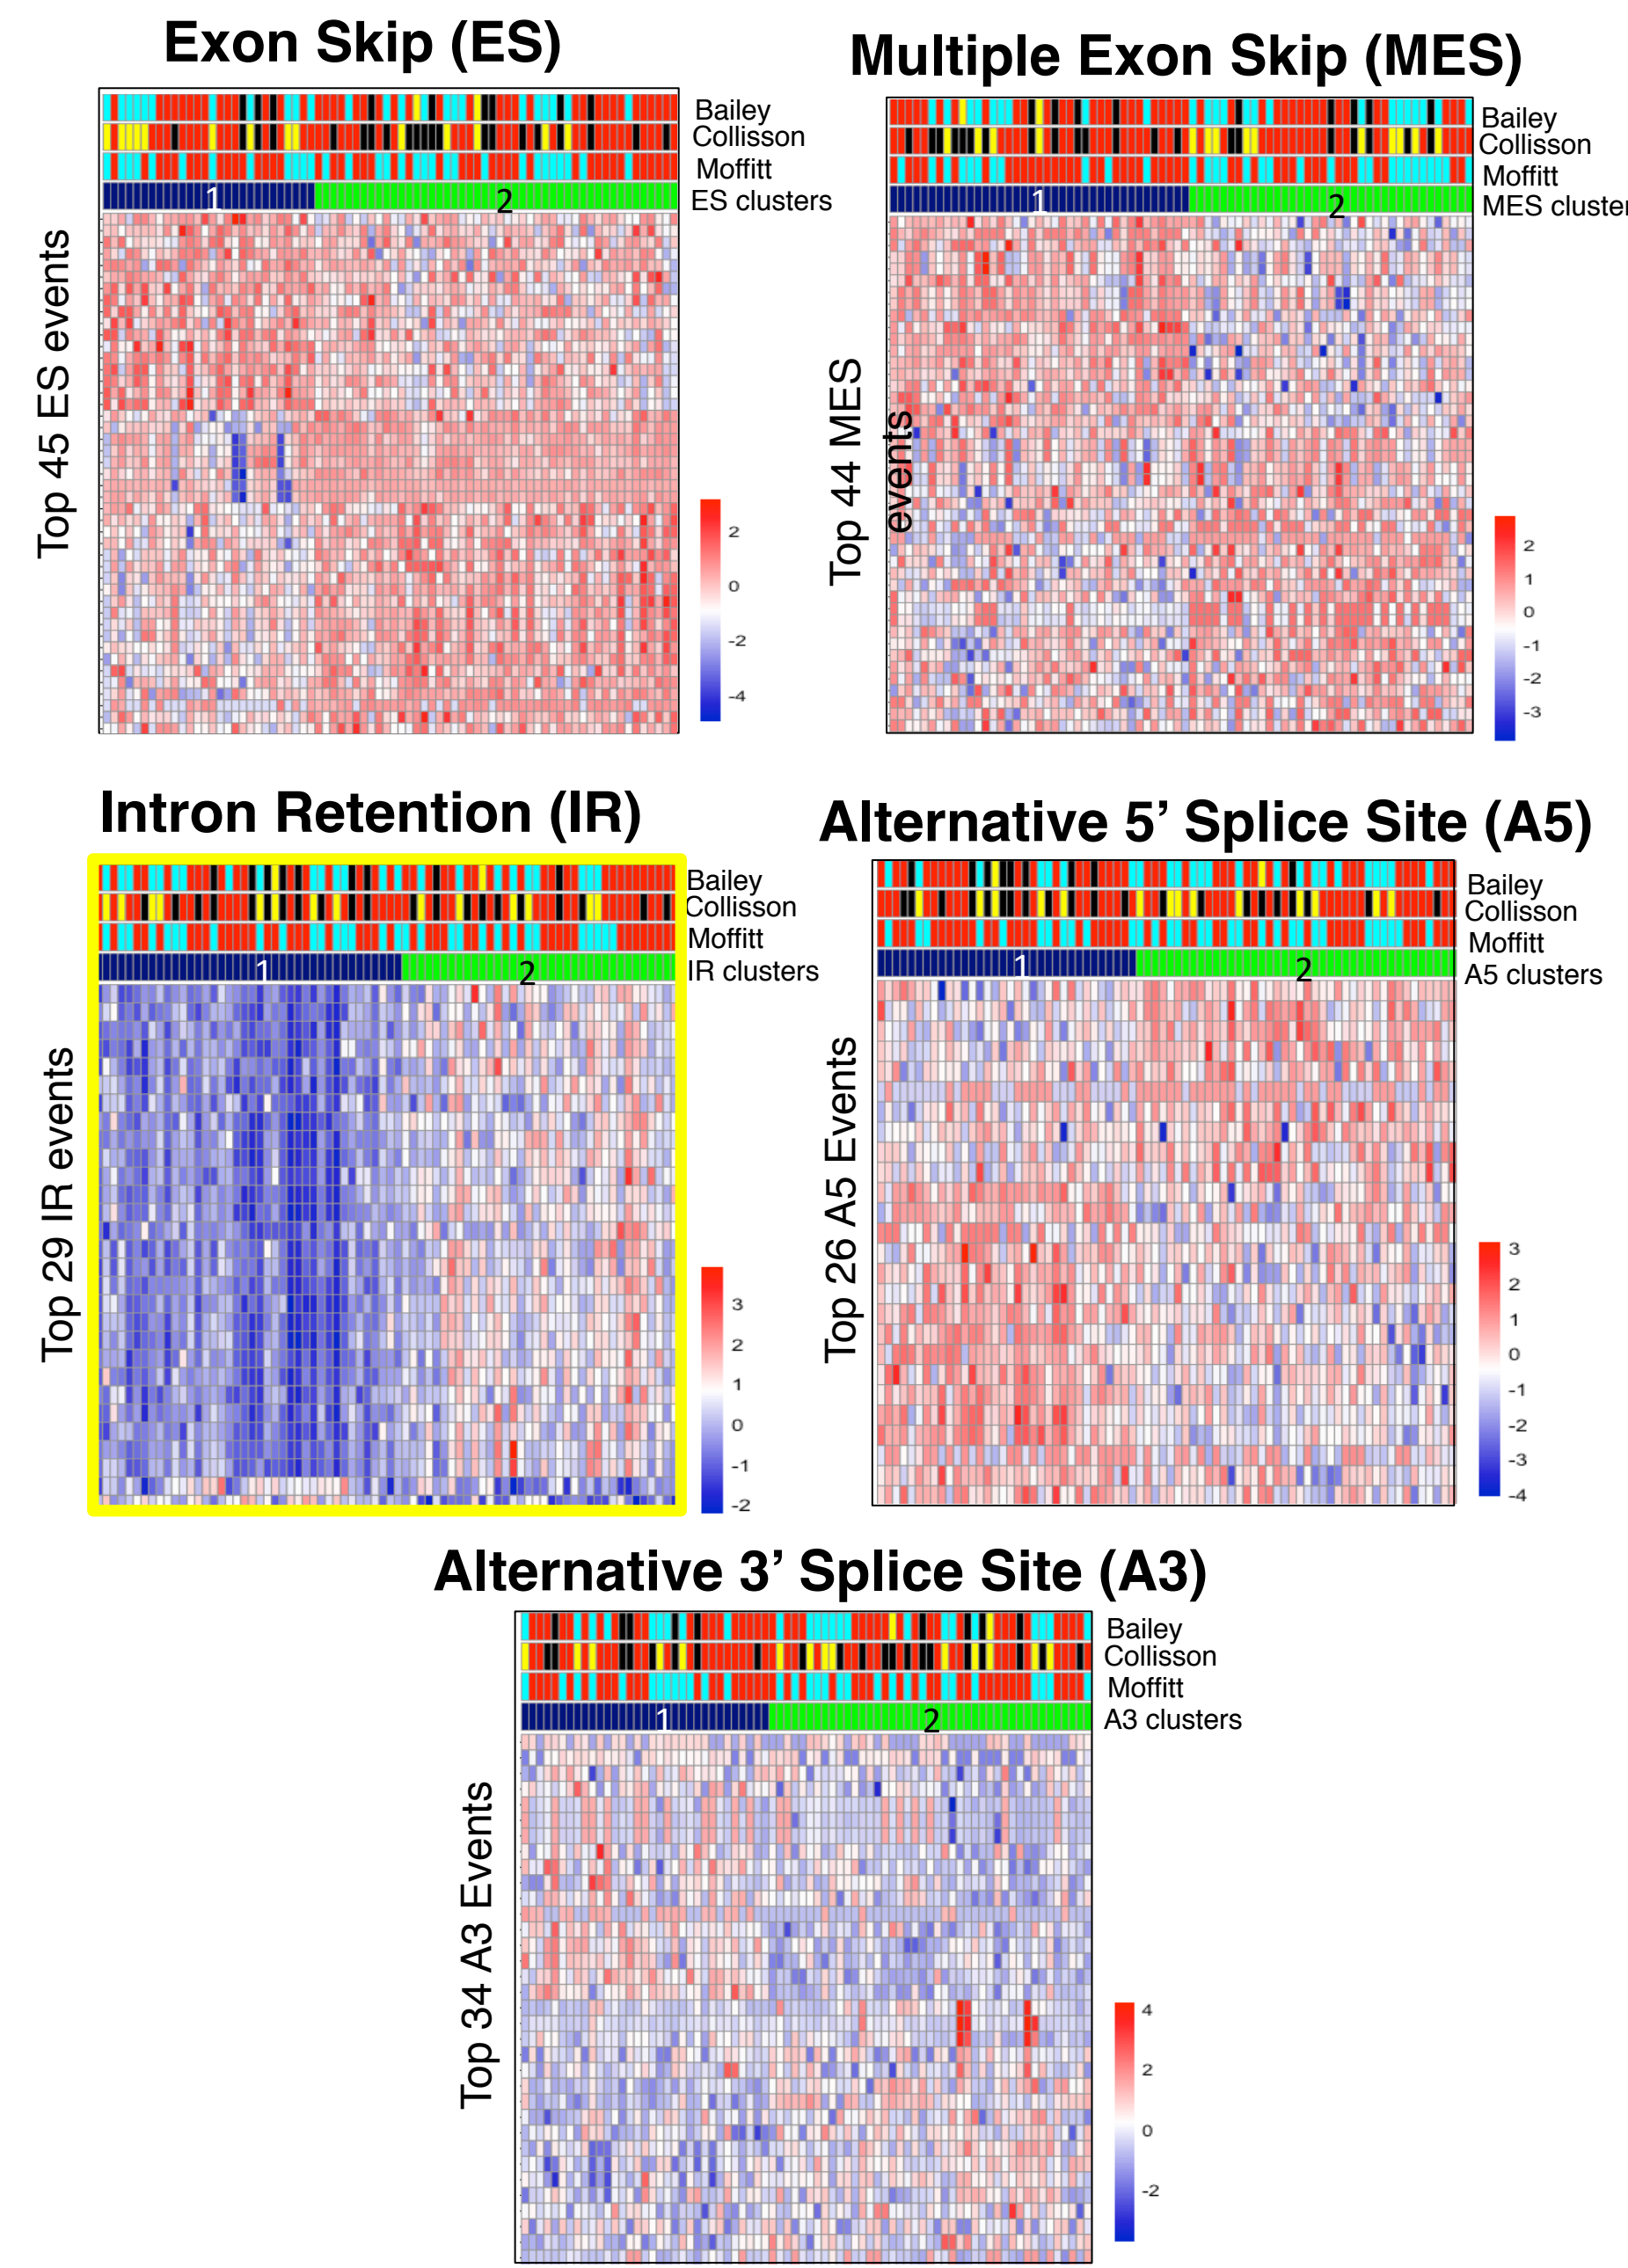 Exon Skip (ES)
Bailey
Collisson
Moffitt
ES clusters
1
2
Top 45 ES events
2
0
-2
-4
Multiple Exon Skip (MES)
Bailey
Collisson
Moffitt
MES cluster
1
2
Top 44 MES
events
2
1
0
-1
-2
-3
Intron Retention (IR)
Bailey
Collisson
Moffitt
IR clusters
1
2
Top 29 IR events
3
2
1
0
-1
-2
Alternative 5’ Splice Site (A5)
Bailey
Collisson
Moffitt
A5 clusters
1
2
Top 26 A5 Events
3
2
1
0
-1
-2
-3
-4
Alternative 3’ Splice Site (A3)
Bailey
Collisson
Moffitt
A3 clusters
1
2
Top 34 A3 Events
4
2
0
-2